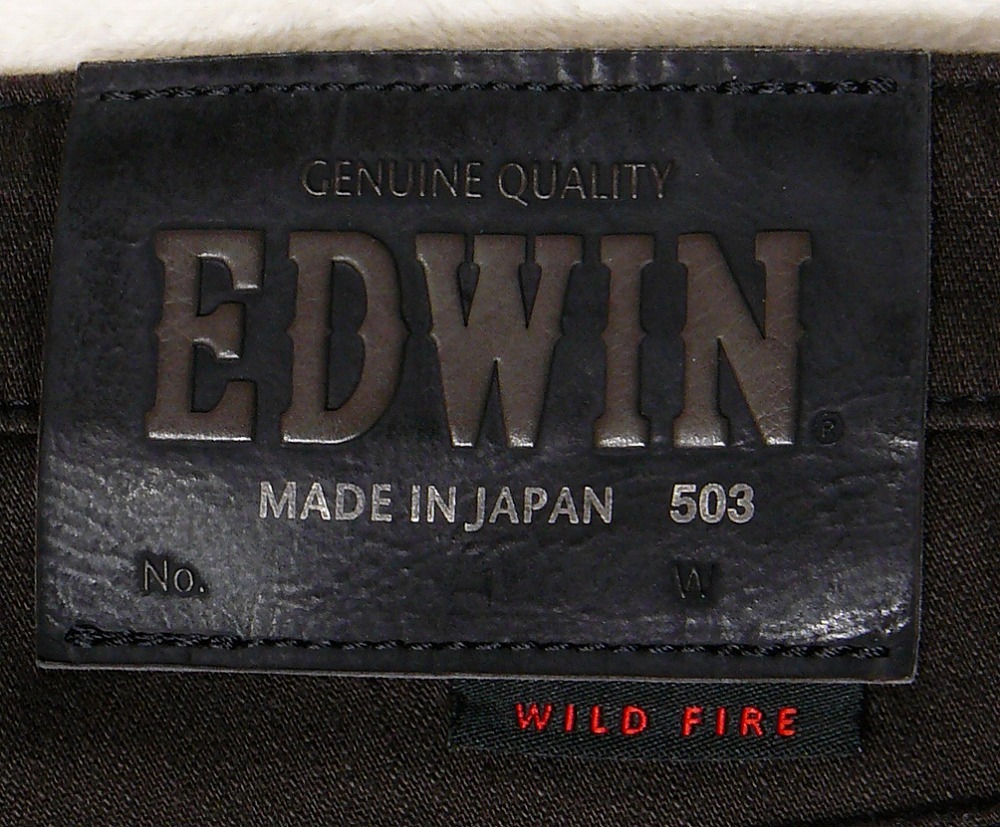 GENUINE QUALITY
EDWIN®
MADE IN JAPAN 503
No. W
WILD FIRE